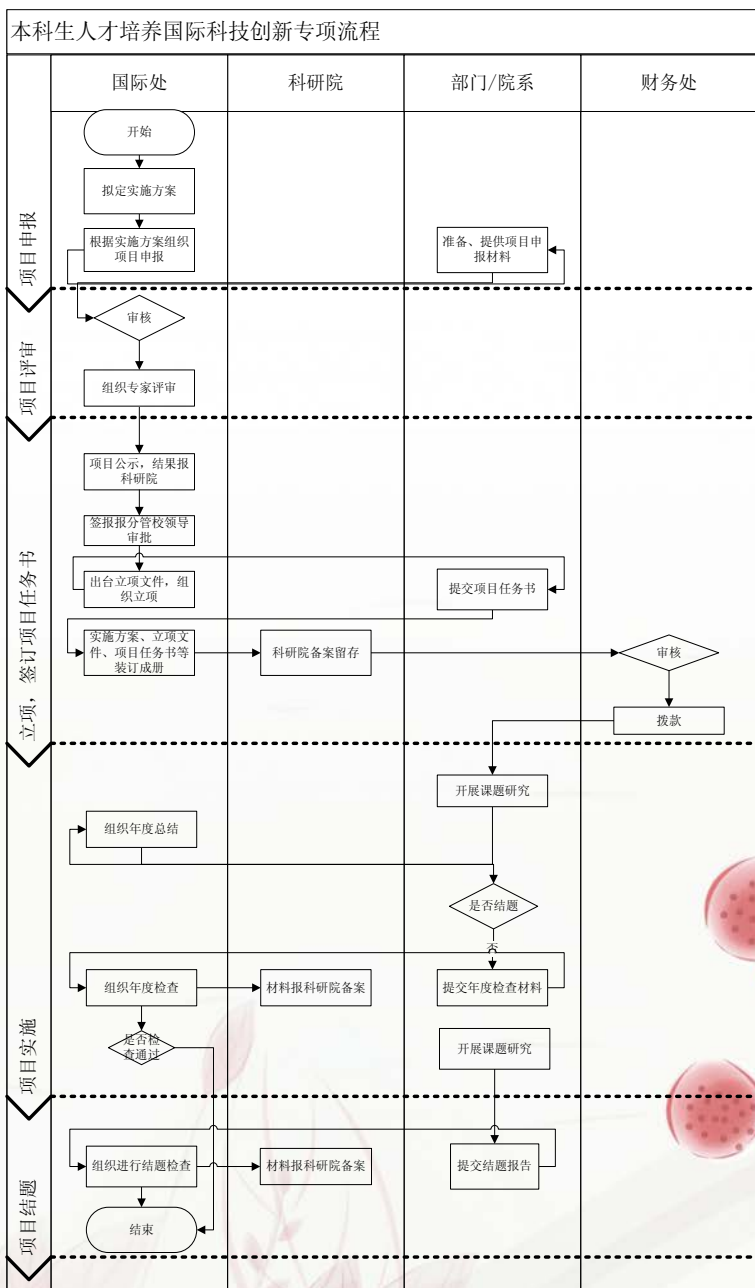 本科生人才培养国际科技创新专项流程
国际处
科研院
部门/院系
财务处
项目申报
开始
拟定实施方案
根据实施方案组织
项目申报
准备、提供项目申
报材料
项目评审
审核
组织专家评审
立项，签订项目任务书
项目公示，结果报
科研院
签报报分管校领导
审批
出台立项文件，组
织立项
提交项目任务书
实施方案、立项文
件、项目任务书等
装订成册
科研院备案留存
审核
拨款
项目实施
开展课题研究
组织年度总结
是否结题
否
组织年度检查
材料报科研院备案
提交年度检查材料
是否检
查通过
开展课题研究
项目结题
组织进行结题检查
材料报科研院备案
提交结题报告
结束